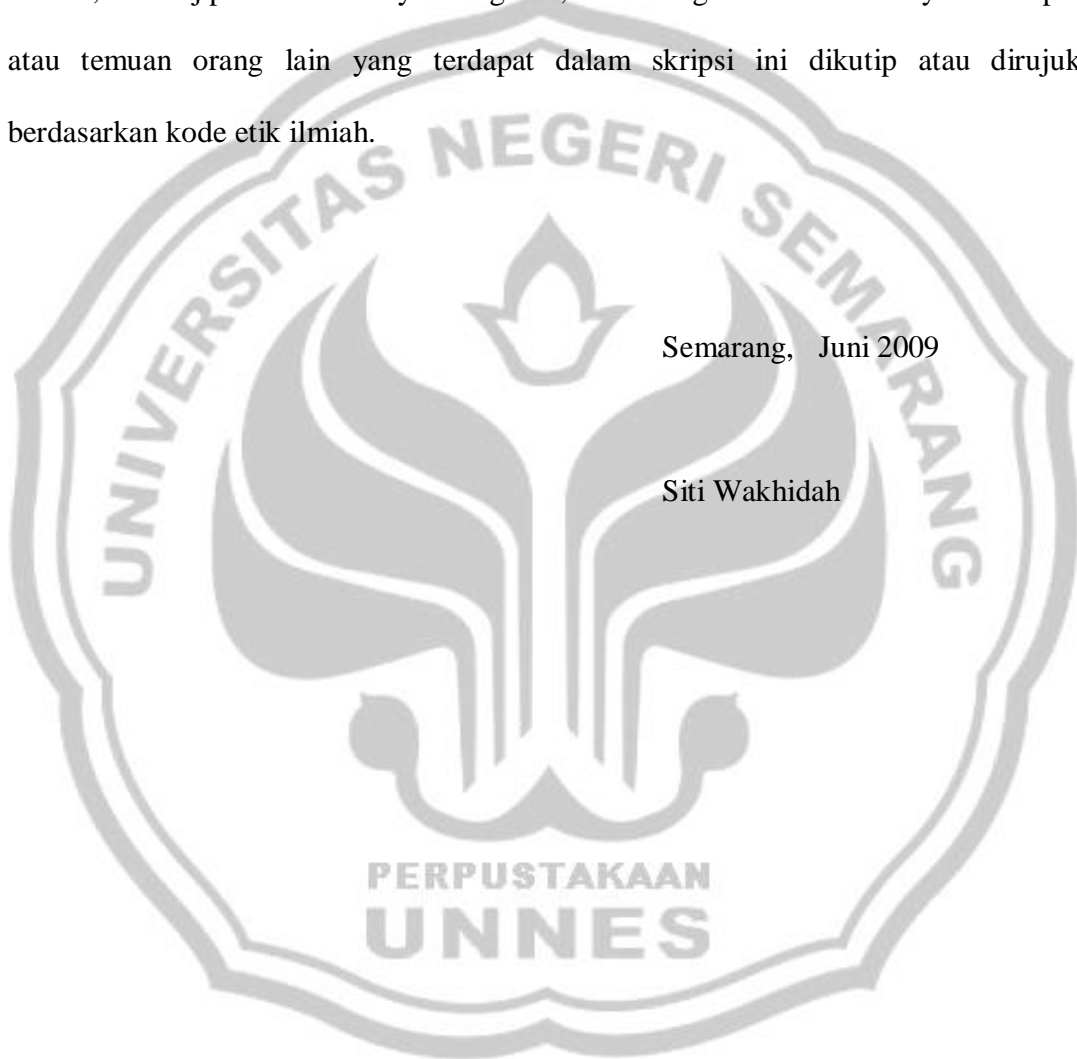 atau temuan orang lain yang terdapat dalam skripsi ini dikutip atau dirujuk
berdasarkan kode etik ilmiah.
UNIVERSITAS NEGERI SEMARANG
Semarang, Juni 2009
Siti Wakhidah
PERPUSTAKAAN
UNNES